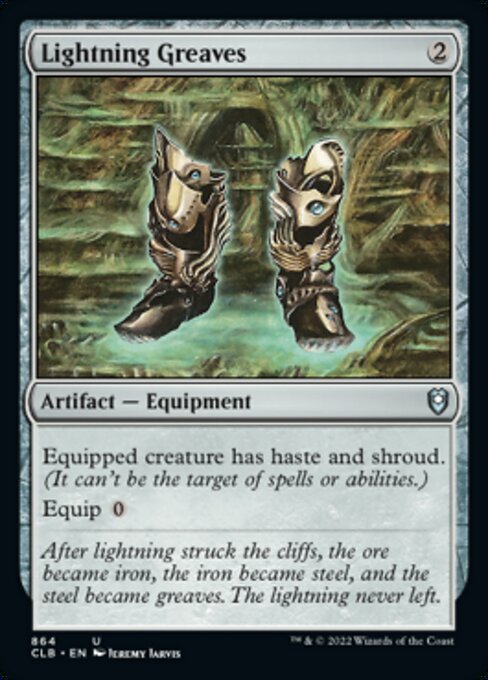 Lightning Greaves 2
Artifact — Equipment
Equipped creature has haste and shroud.
(It can't be the target of spells or abilities.)
Equip 0
After lightning struck the cliffs, the ore
became iron, the iron became steel, and the
steel became greaves. The lightning never left.
864 U
CLB • EN Jeremy Jarvis
™ & © 2022 Wizards of the Coast